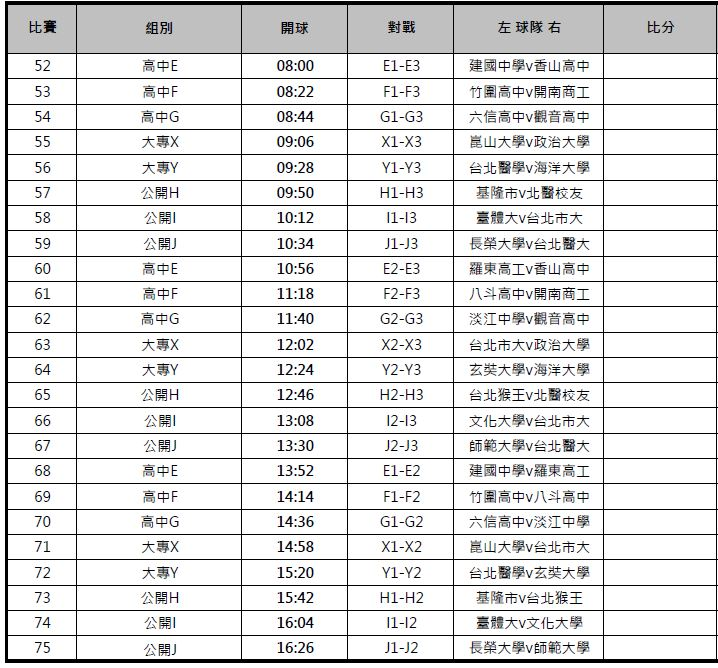 比賽 組別 開球 對戰 左 球隊 右 比分
52 高中E 08:00 E1-E3 建國中學v香山高中
53 高中F 08:22 F1-F3 竹圍高中v開南商工
54 高中G 08:44 G1-G3 六信高中v觀音高中
55 大專X 09:06 X1-X3 崑山大學v政治大學
56 大專Y 09:28 Y1-Y3 台北醫學v海洋大學
57 公開H 09:50 H1-H3 基隆市v北醫校友
58 公開I 10:12 I1-I3 臺體大v台北市大
59 公開J 10:34 J1-J3 長榮大學v台北醫大
60 高中E 10:56 E2-E3 羅東高工v香山高中
61 高中F 11:18 F2-F3 八斗高中v開南商工
62 高中G 11:40 G2-G3 淡江中學v觀音高中
63 大專X 12:02 X2-X3 台北市大v政治大學
64 大專Y 12:24 Y2-Y3 玄奘大學v海洋大學
65 公開H 12:46 H2-H3 台北猴王v北醫校友
66 公開I 13:08 I2-I3 文化大學v台北市大
67 公開J 13:30 J2-J3 師範大學v台北醫大
68 高中E 13:52 E1-E2 建國中學v羅東高工
69 高中F 14:14 F1-F2 竹圍高中v八斗高中
70 高中G 14:36 G1-G2 六信高中v淡江中學
71 大專X 14:58 X1-X2 崑山大學v台北市大
72 大專Y 15:20 Y1-Y2 台北醫學v玄奘大學
73 公開H 15:42 H1-H2 基隆市v台北猴王
74 公開I 16:04 I1-I2 臺體大v文化大學
75 公開J 16:26 J1-J2 長榮大學v師範大學